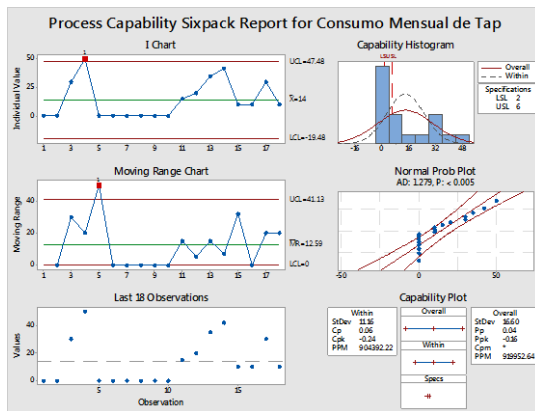 Process Capability Sixpack Report for Consumo Mensual de Tap
I Chart
Individual Value
50
25
0
1
UCL=47.48
X=14
LCL=-19.48
1 3 5 7 9 11 13 15 17
Capability Histogram
LSL USL
Overall
Within
Specifications
LSL 2
USL 6
-16 0 16 32 48
Moving Range Chart
Moving Range
40
20
0
1
UCL=41.13
MR=12.59
LCL=0
1 3 5 7 9 11 13 15 17
Normal Prob Plot
AD: 1.279, P: < 0.005
-50 0 50
Last 18 Observations
Values
40
20
0
5 10 15
Observation
Capability Plot
Within
StDev 11.16
Cp 0.06
Cpk -0.24
PPM 904392.22
Overall
Within
Specs
Overall
StDev 16.60
Pp 0.04
Ppk -0.16
Cpm *
PPM 919952.64